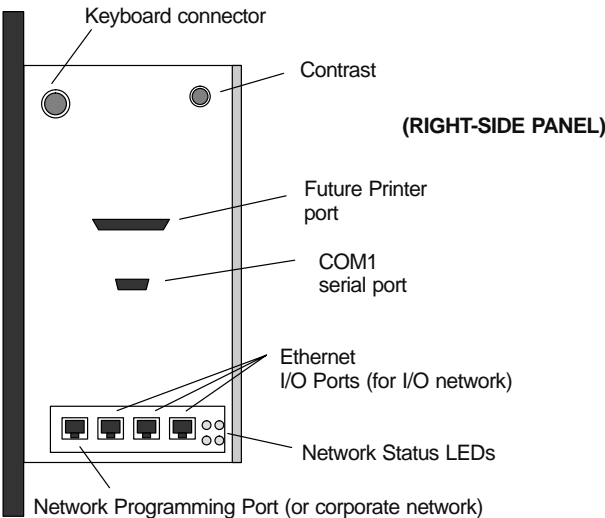 Keyboard connector
Contrast
(RIGHT-SIDE PANEL)
Future Printer
port
COM1
serial port
Ethernet
I/O Ports (for I/O network)
Network Status LEDs
Network Programming Port (or corporate network)